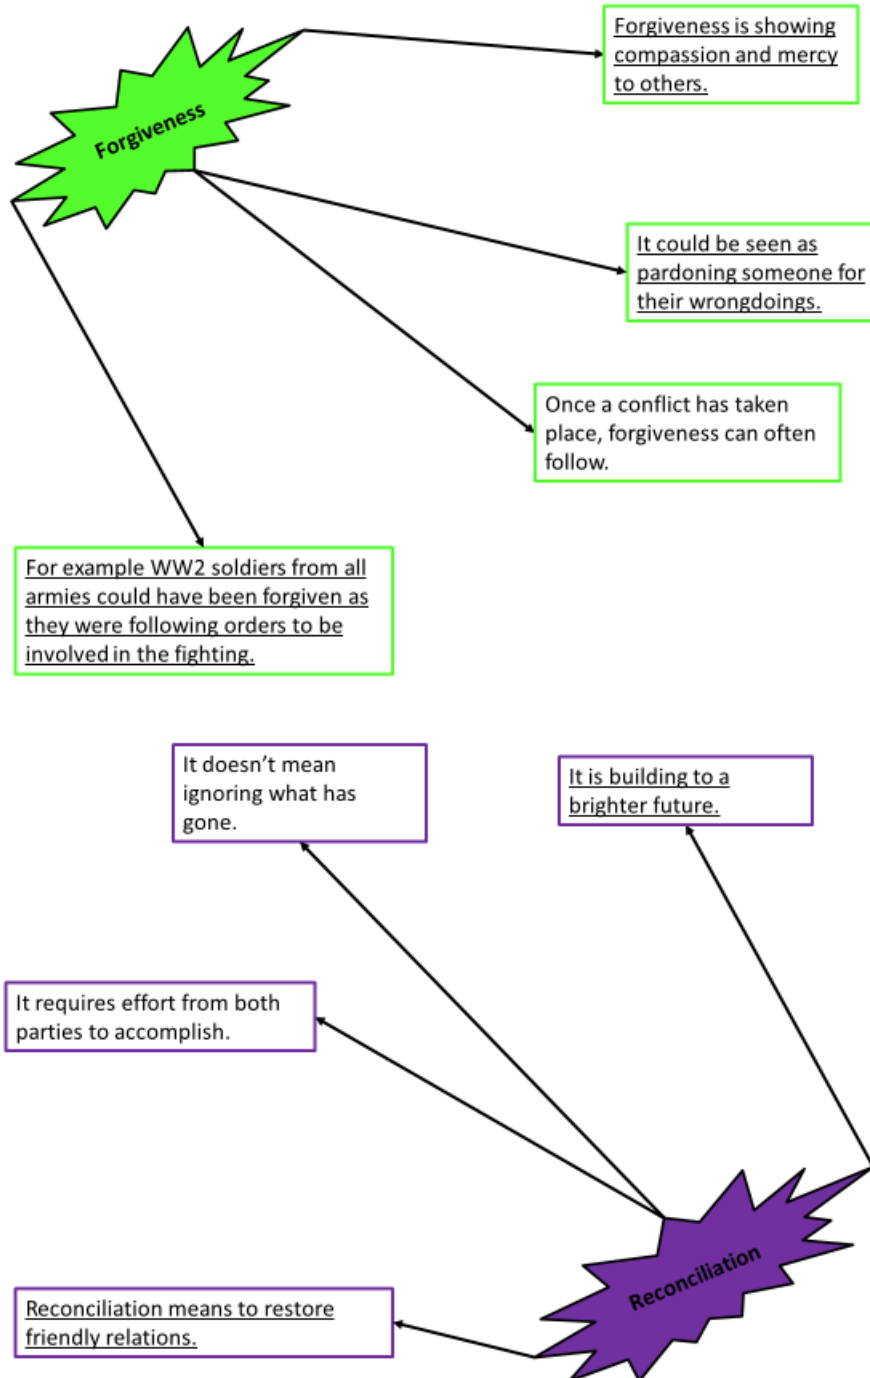 Forgiveness
Forgiveness is showing
compassion and mercy
to others.
It could be seen as
pardoning someone for
their wrongdoings.
Once a conflict has taken
place, forgiveness can often
follow.
For example WW2 soldiers from all
armies could have been forgiven as
they were following orders to be
involved in the fighting.
It doesn’t mean
ignoring what has
gone.
It is building to a
brighter future.
It requires effort from both
parties to accomplish.
Reconciliation
Reconciliation means to restore
friendly relations.